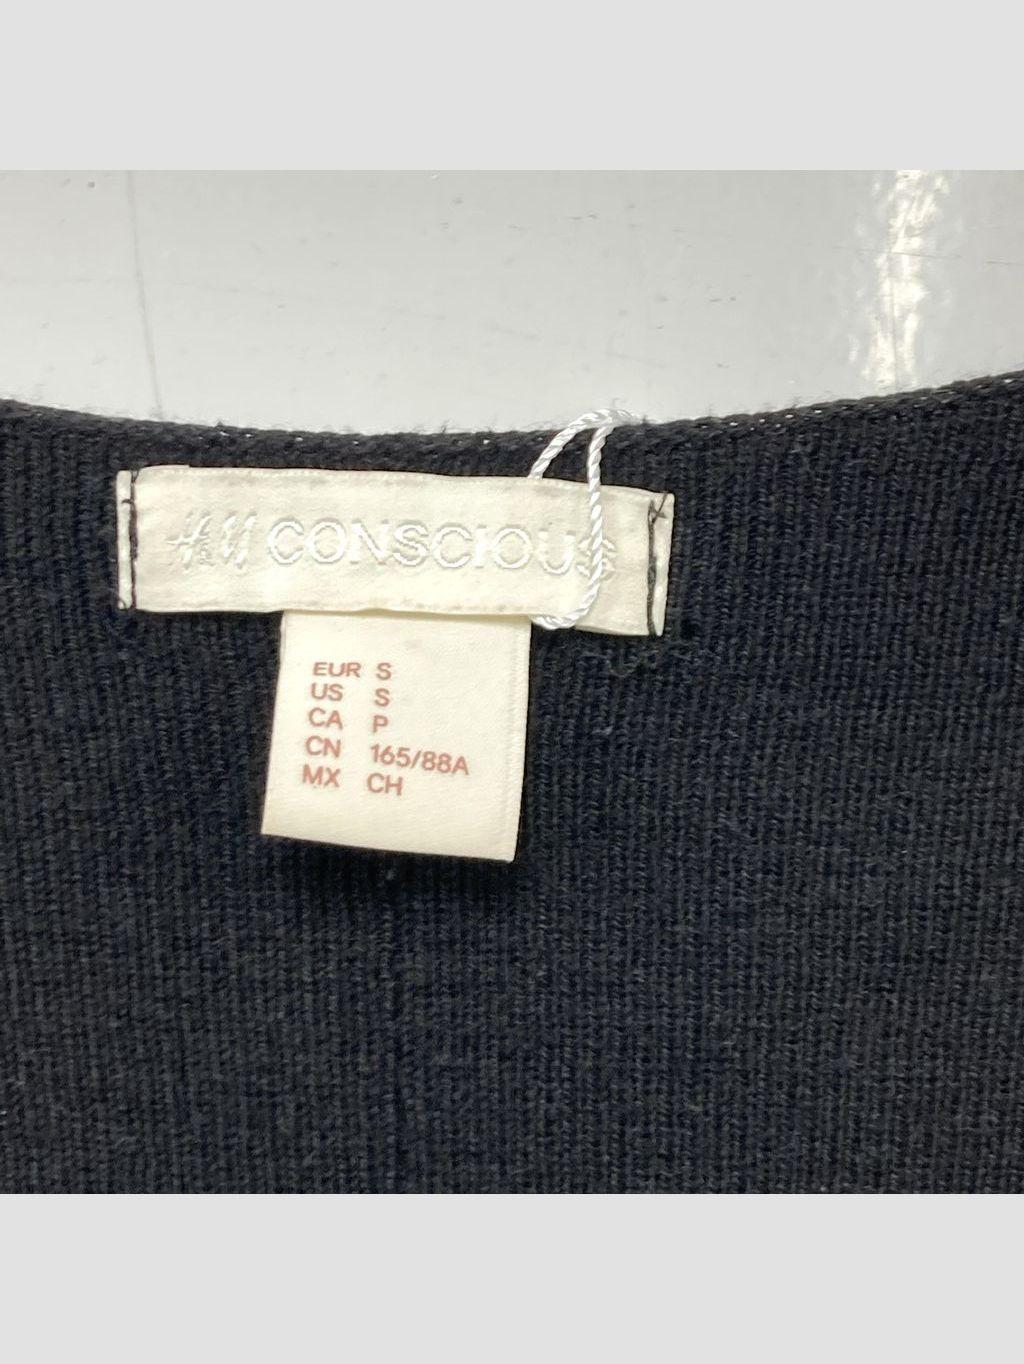 H&M CONSCIOUS
EUR S
US S
CA P
CN 165/88A
MX CH